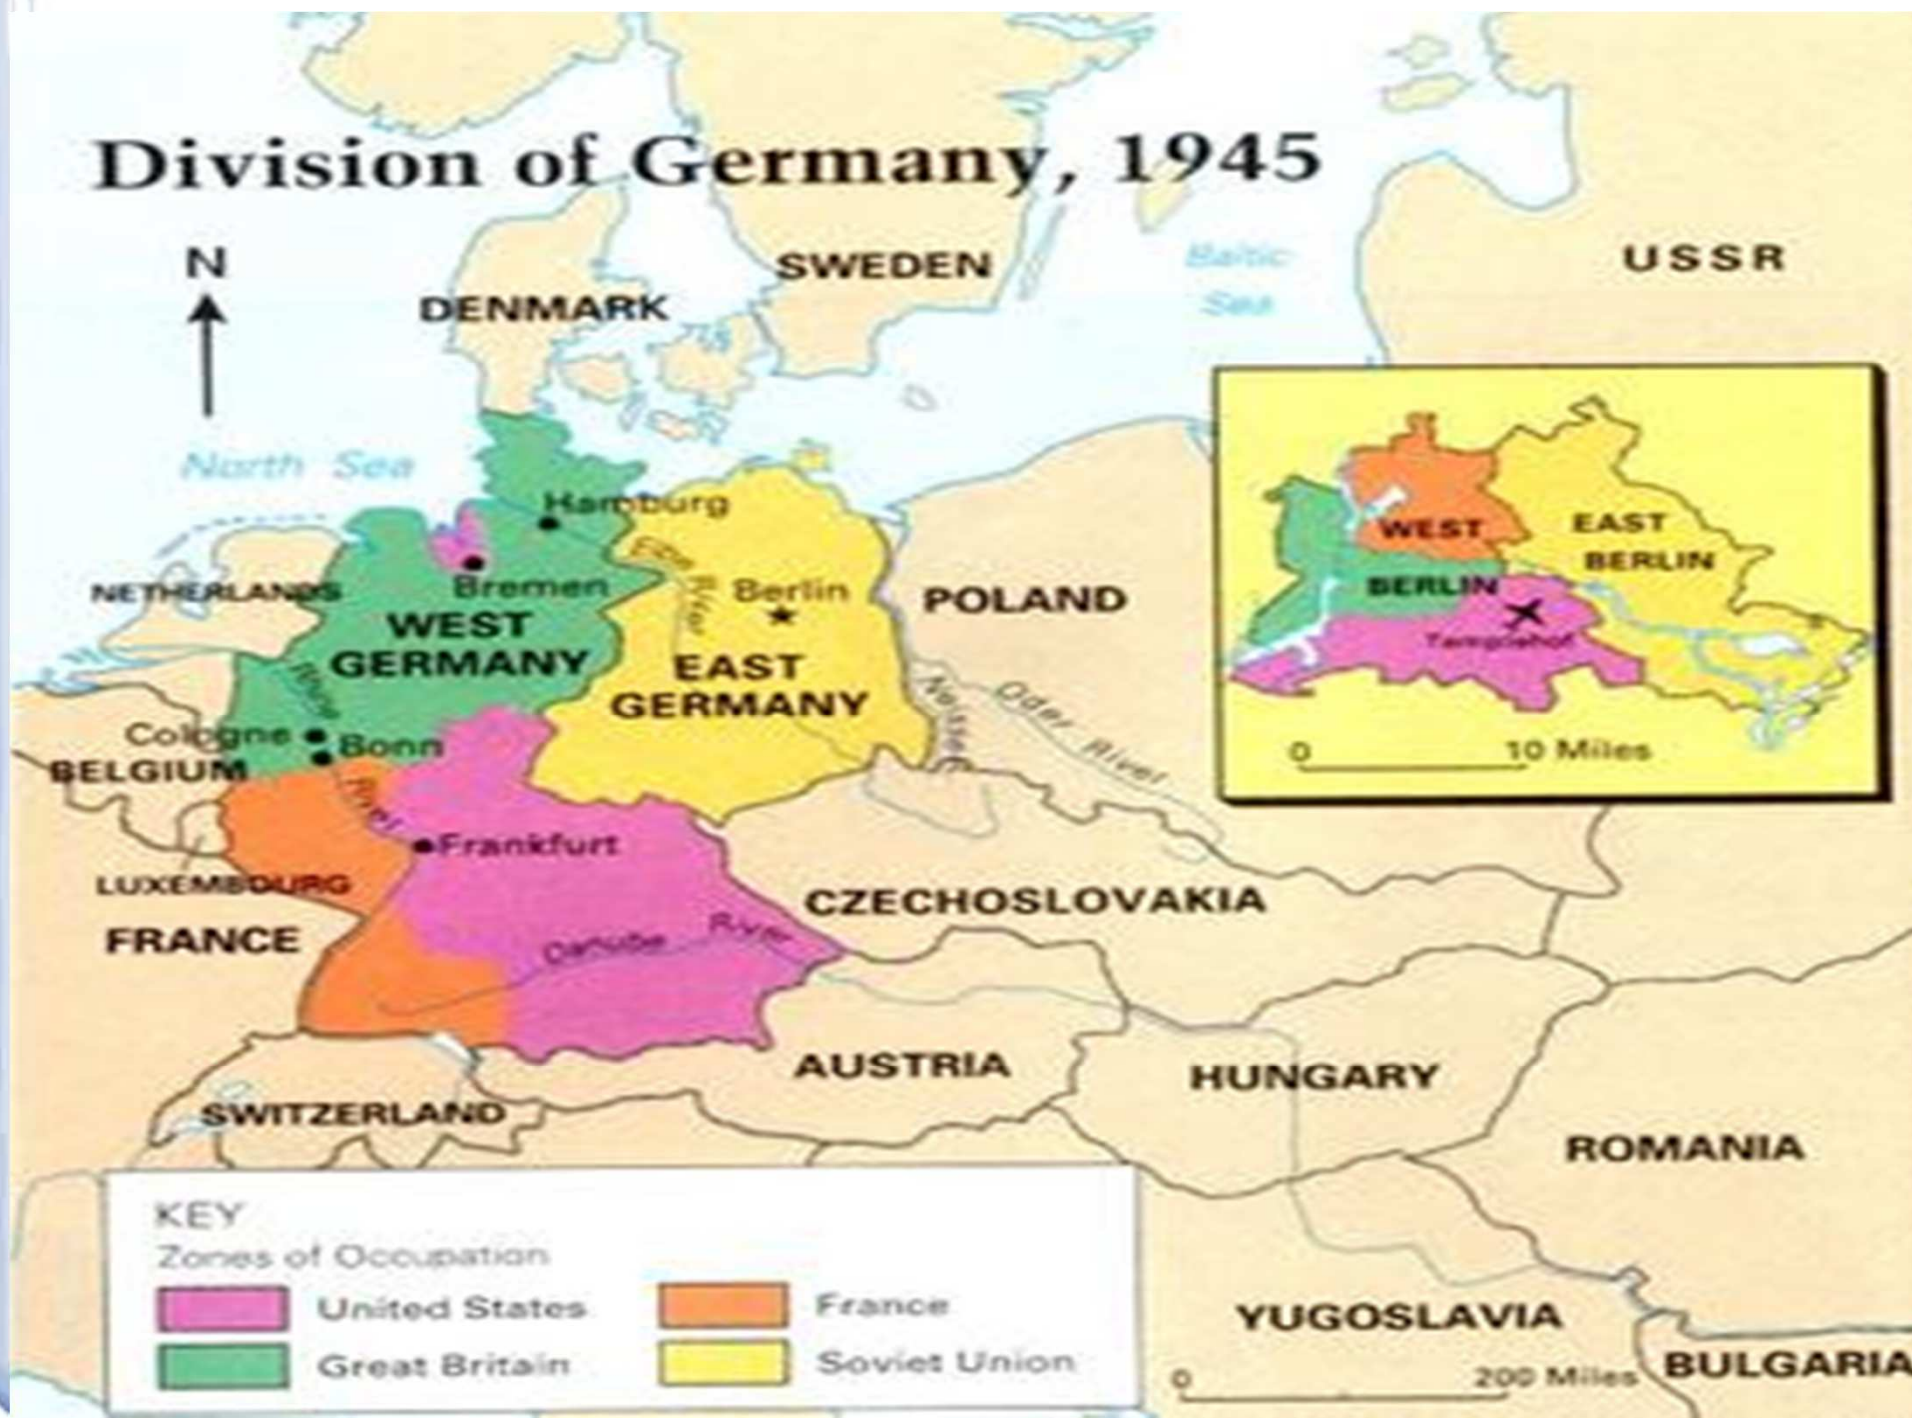 Division of Germany, 1945
N
SWEDEN
DENMARK
Baltic
Sea
USSR
North Sea
Hamburg
Bremen
NETHERLANDS
WEST
GERMANY
Elbe River
Berlin
EAST
GERMANY
POLAND
Neisse
Oder River
Rhine
River
Cologne
Bonn
BELGIUM
Frankfurt
LUXEMBOURG
FRANCE
CZECHOSLOVAKIA
Danube River
AUSTRIA
HUNGARY
SWITZERLAND
ROMANIA
YUGOSLAVIA
BULGARIA
0 200 Miles
WEST
BERLIN
EAST
BERLIN
Tempelhof
0 10 Miles
KEY
Zones of Occupation
United States
France
Great Britain
Soviet Union